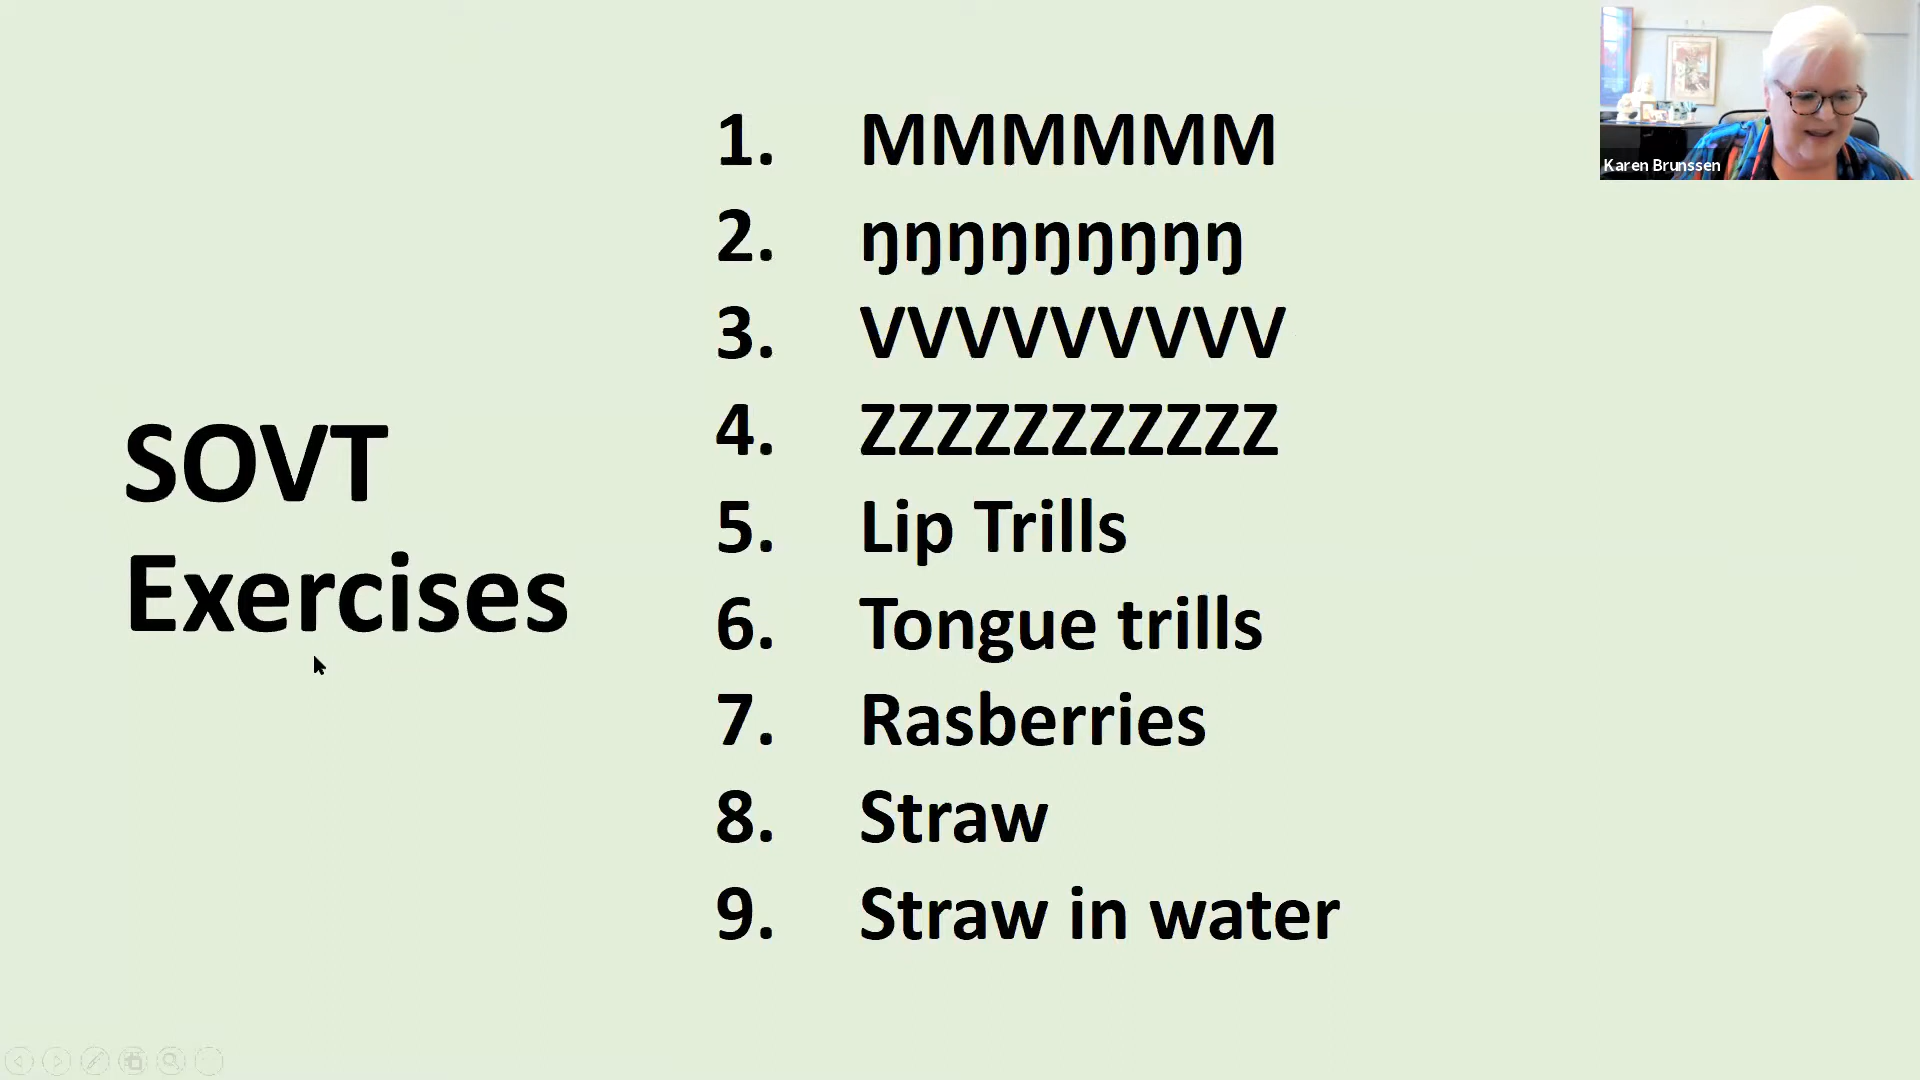 SOVT
Exercises
1. MMMMMM
2. ŋŋŋŋŋŋŋŋŋ
3. VVVVVVVVV
4. ZZZZZZZZZZZ
5. Lip Trills
6. Tongue trills
7. Rasberries
8. Straw
9. Straw in water
Karen Brunssen